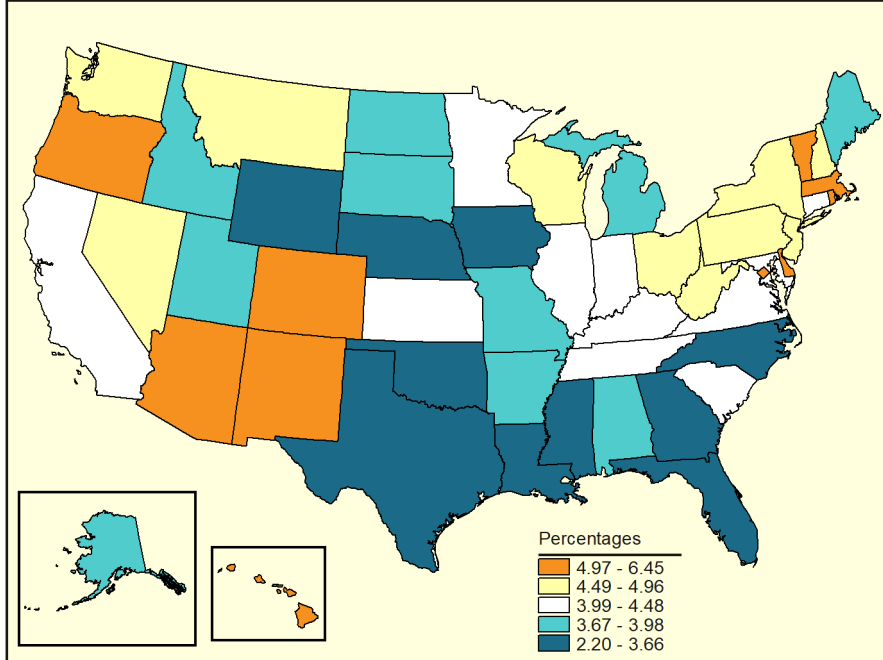 Percentages
4.97 - 6.45
4.49 - 4.96
3.99 - 4.48
3.67 - 3.98
2.20 - 3.66